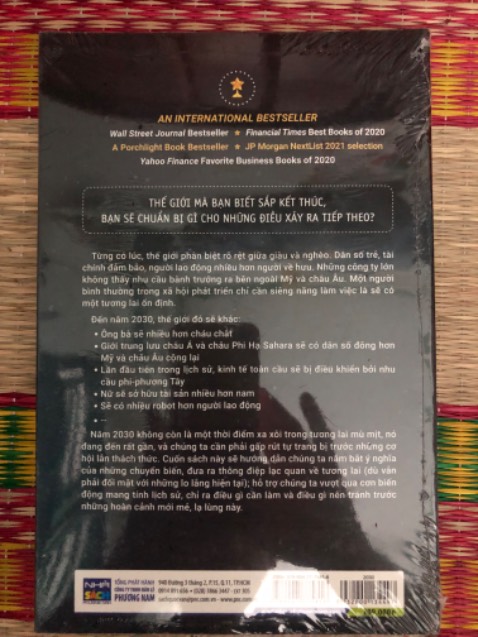 AN INTERNATIONAL BESTSELLER
Wall Street Journal Bestseller ★ Financial Times Best Books of 2020
A Porchlight Book Bestseller ★ JP Morgan NextList 2021 selection
Yahoo Finance Favorite Business Books of 2020
THẾ GIỚI MÀ BẠN BIẾT SẮP KẾT THÚC,
BẠN SẼ CHUẨN BỊ GÌ CHO NHỮNG ĐIỀU XẢY RA TIẾP THEO?
Từng có lúc, thế giới phân biệt rõ rệt giữa giàu và nghèo. Dân số trẻ, tài
chính đảm bảo, người lao động nhiều hơn người về hưu. Những công ty lớn
không thấy nhu cầu bành trướng ra bên ngoài Mỹ và châu Âu. Một người
bình thường trong xã hội phát triển chỉ cần siêng năng làm việc là sẽ có
một tương lai ổn định.
Đến năm 2030, thế giới đó sẽ khác:
• Ông bà sẽ nhiều hơn cháu chắt
• Giới trung lưu châu Á và châu Phi Hạ Sahara sẽ có dân số đông hơn
Mỹ và châu Âu cộng lại
• Lần đầu tiên trong lịch sử, kinh tế toàn cầu sẽ bị điều khiển bởi nhu
cầu phi-phương Tây
• Nữ sẽ sở hữu tài sản nhiều hơn nam
• Sẽ có nhiều robot hơn người lao động
• ...
Năm 2030 không còn là một thời điểm xa xôi trong tương lai mù mịt, nó
đang đến rất gần, và chúng ta cần phải gấp rút tự trang bị trước những cơ
hội lẫn thách thức. Cuốn sách này sẽ hướng dẫn chúng ta nắm bắt ý nghĩa
của những chuyển biến, đưa ra thông điệp lạc quan về tương lai (dù vẫn
phải đối mặt với những lo lắng hiện tại); hỗ trợ chúng ta vượt qua cơn biến
động mang tính lịch sử, chỉ ra điều gì cần làm và điều gì nên tránh trước
những hoàn cảnh mới mẻ, lạ lùng này.
NHÀ SÁCH
TỔNG PHÁT HÀNH
PHƯƠNG NAM
940 Đường 3 tháng 2, P.15, Q.11, TP.HCM
2030